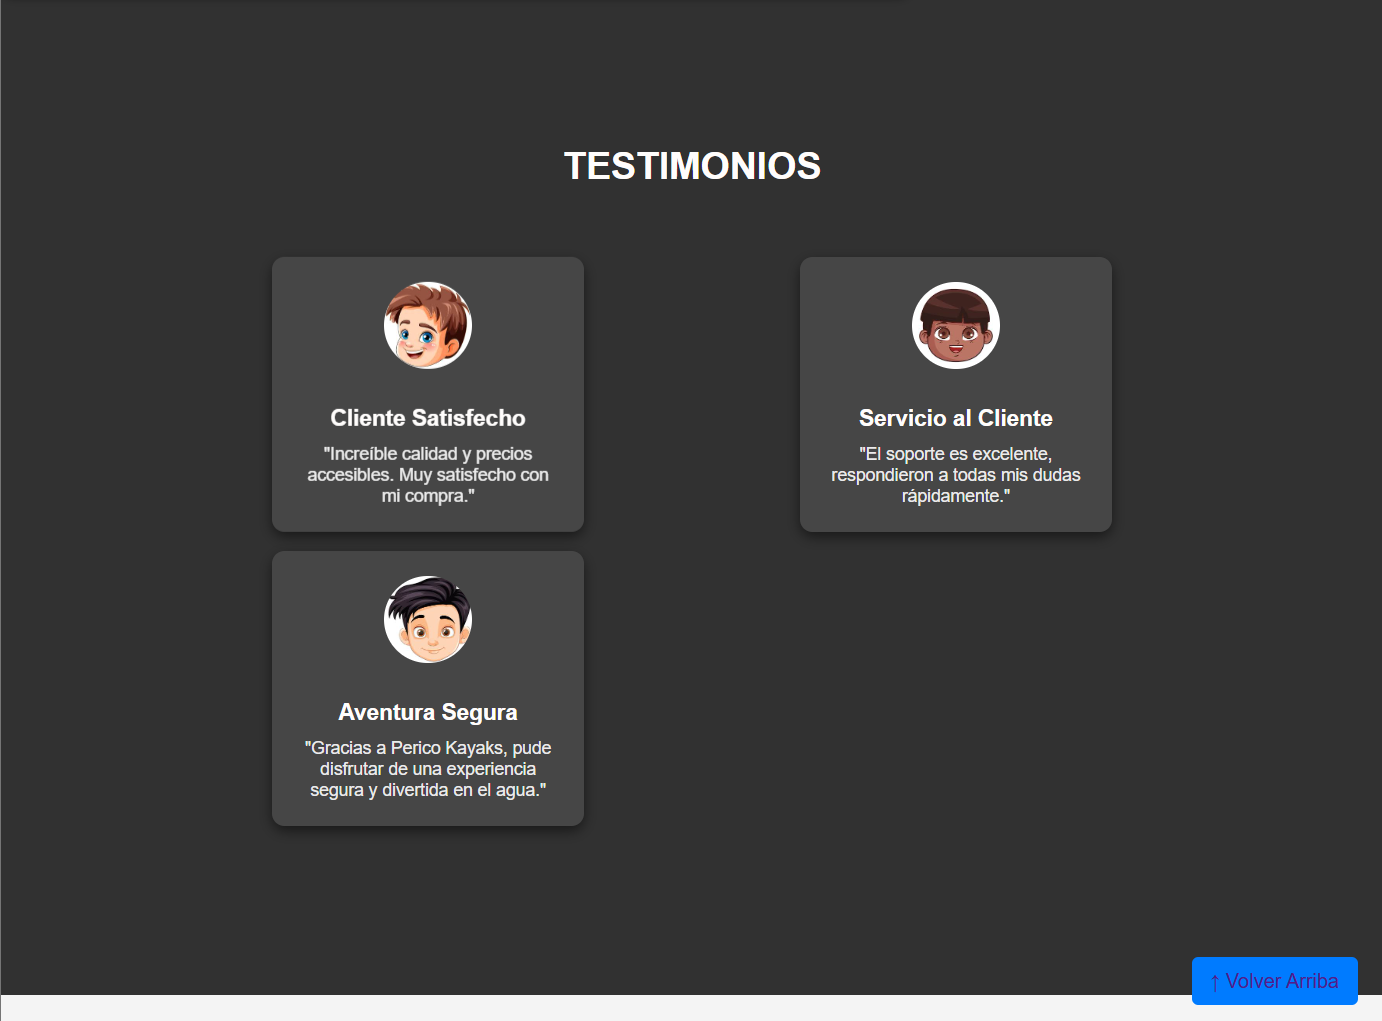 TESTIMONIOS
Cliente Satisfecho
"Increíble calidad y precios
accesibles. Muy satisfecho con
mi compra."
Servicio al Cliente
"El soporte es excelente,
respondieron a todas mis dudas
rápidamente."
Aventura Segura
"Gracias a Perico Kayaks, pude
disfrutar de una experiencia
segura y divertida en el agua."
↑ Volver Arriba